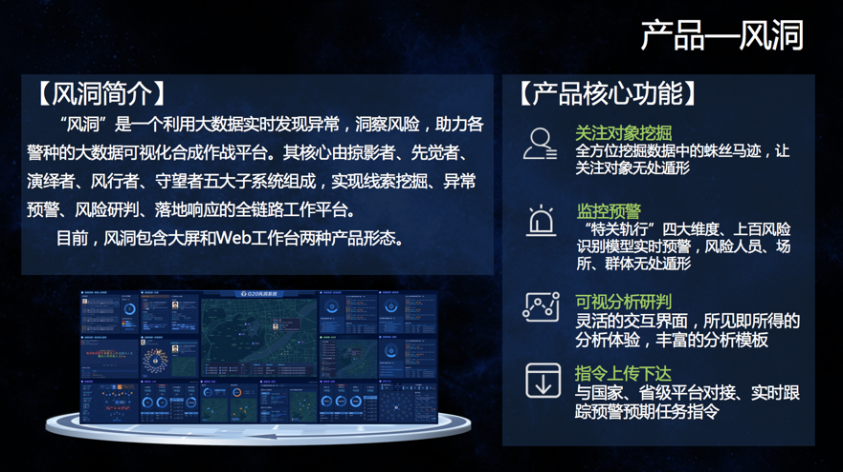 产品—风洞
【风洞简介】
“风洞”是一个利用大数据实时发现异常，洞察风险，助力各
警种的大数据可视化合成作战平台。其核心由掠影者、先觉者、
演绎者、风行者、守望者五大子系统组成，实现线索挖掘、异常
预警、风险研判、落地响应的全链路工作平台。
目前，风洞包含大屏和Web工作台两种产品形态。
【产品核心功能】
关注对象挖掘
全方位挖掘数据中的蛛丝马迹，让
关注对象无处遁形
监控预警
“特关轨行”四大维度、上百风险
识别模型实时预警，风险人员、场
所、群体无处遁形
可视分析研判
灵活的交互界面，所见即所得的
分析体验，丰富的分析模板
指令上传下达
与国家、省级平台对接、实时跟
踪预警预期任务指令